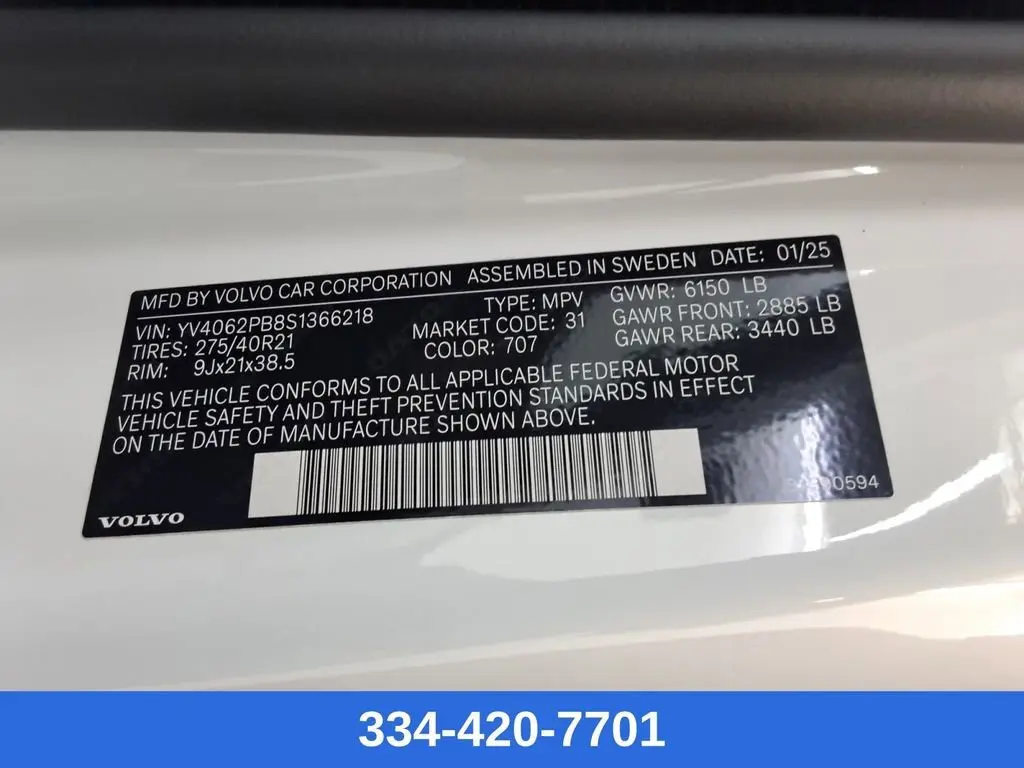 MFD BY VOLVO CAR CORPORATION ASSEMBLED IN SWEDEN DATE: 01/25
VIN: YV4062PB8S1366218 TYPE: MPV GVWR: 6150 LB
TIRES: 275/40R21 MARKET CODE: 31 GAWR FRONT: 2885 LB
RIM: 9Jx21x38.5 COLOR: 707 GAWR REAR: 3440 LB
THIS VEHICLE CONFORMS TO ALL APPLICABLE FEDERAL MOTOR
VEHICLE SAFETY AND THEFT PREVENTION STANDARDS IN EFFECT
ON THE DATE OF MANUFACTURE SHOWN ABOVE.
VOLVO
334-420-7701